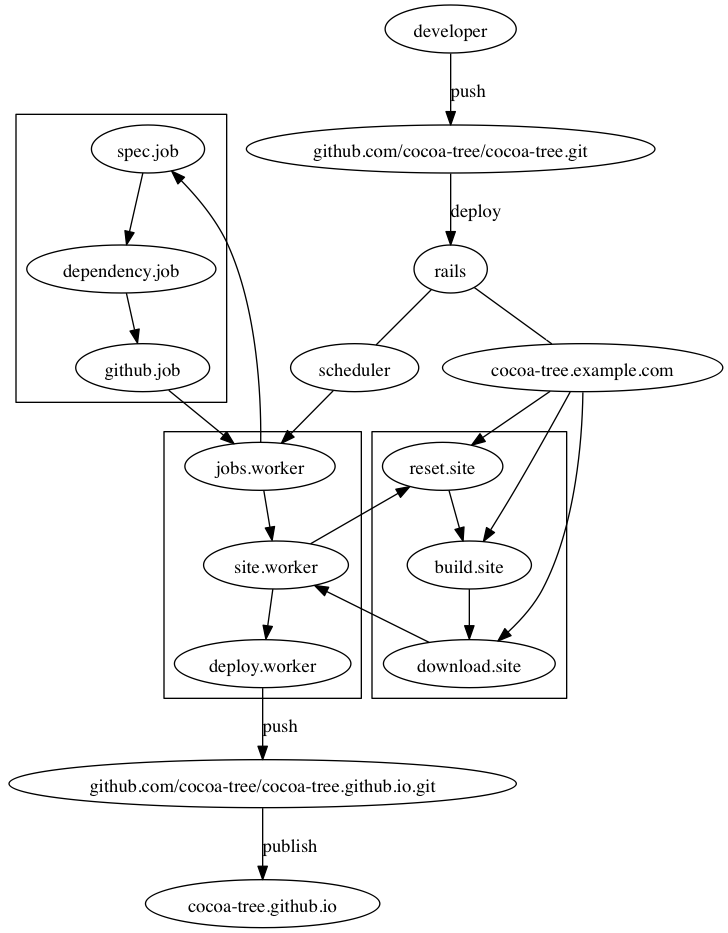 developer
push
spec.job
github.com/cocoa-tree/cocoa-tree.git
deploy
dependency.job
rails
github.job
scheduler
cocoa-tree.example.com
jobs.worker
reset.site
site.worker
build.site
deploy.worker
download.site
push
github.com/cocoa-tree/cocoa-tree.github.io.git
publish
cocoa-tree.github.io